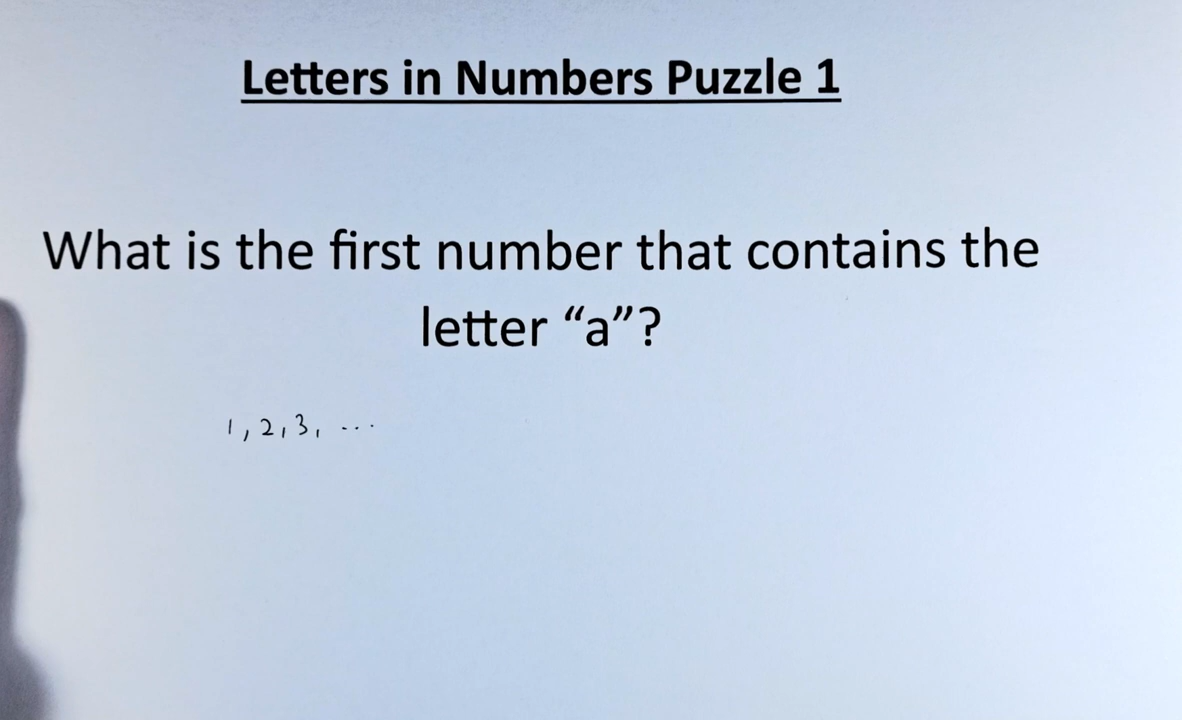 Letters in Numbers Puzzle 1
What is the first number that contains the
letter “a”?
1, 2, 3, ...